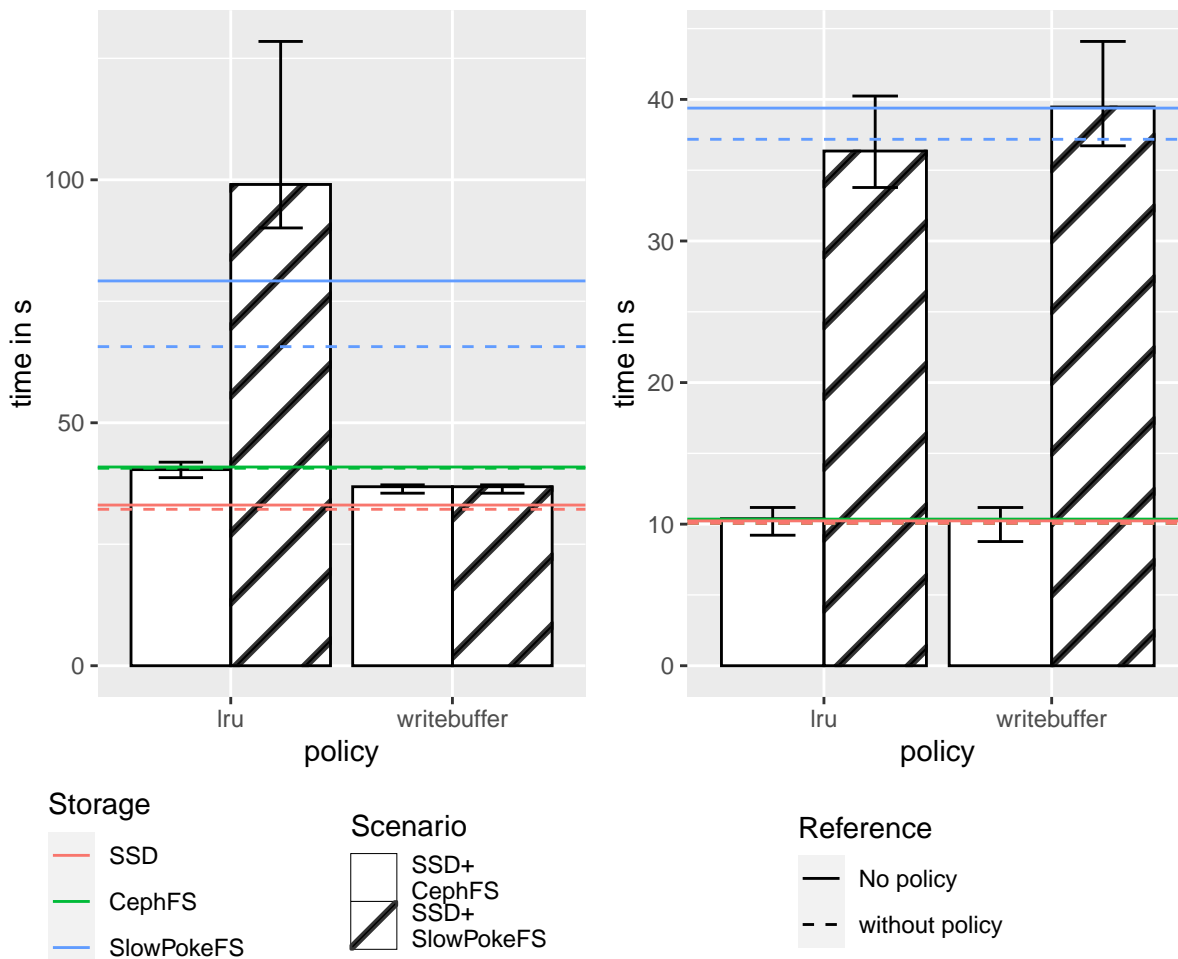 time in s
100
50
0
lru
writebuffer
policy
time in s
40
30
20
10
0
lru
writebuffer
policy
Storage
SSD
CephFS
SlowPokeFS
Scenario
SSD+
CephFS
SSD+
SlowPokeFS
Reference
No policy
without policy